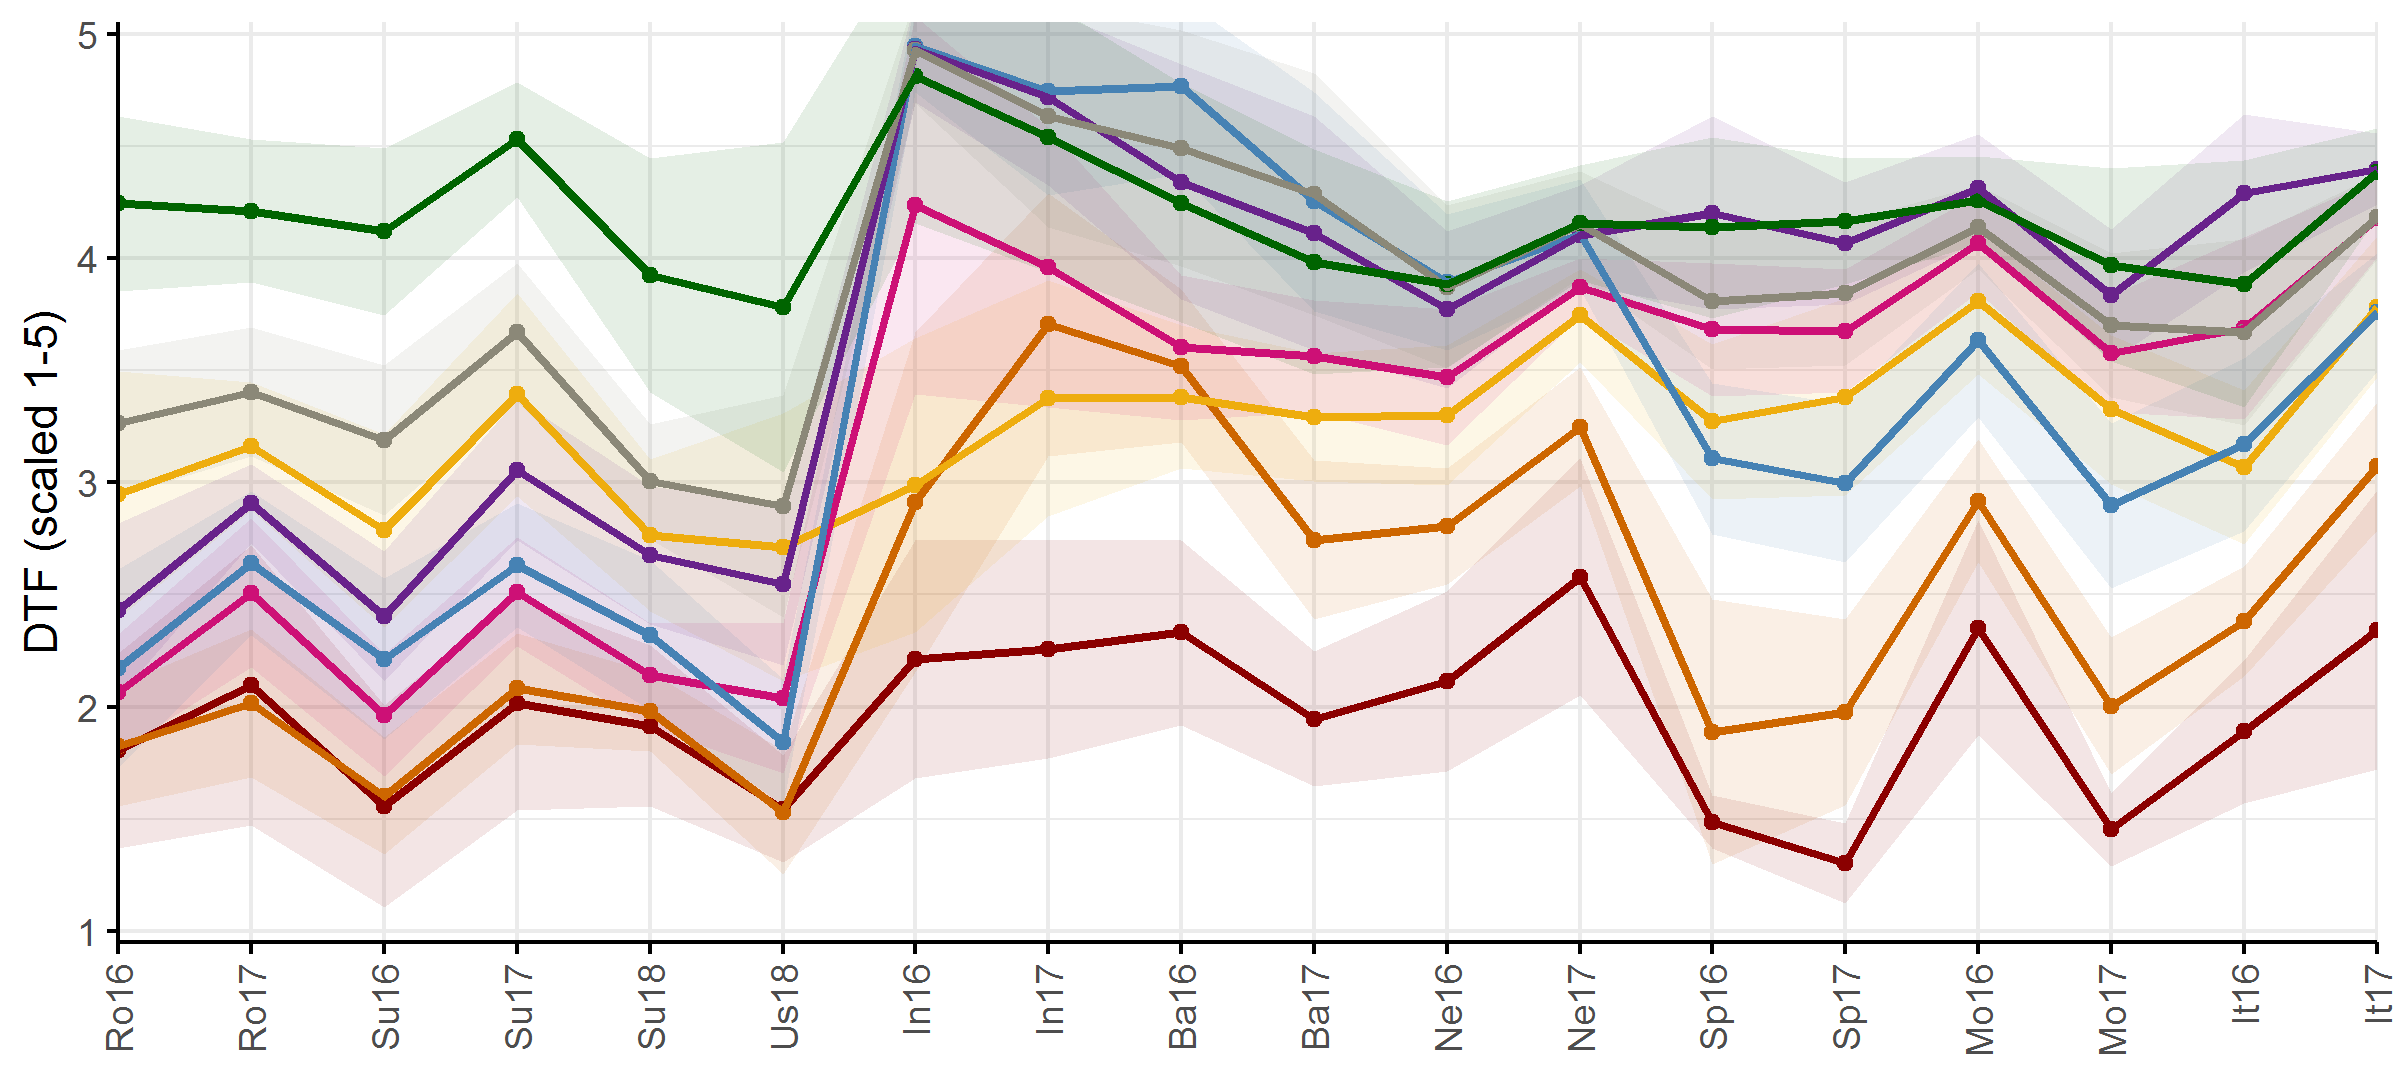 DTF (scaled 1-5)
5
4
3
2
1
Ro16
Ro17
Su16
Su17
Su18
Us18
In16
In17
Ba16
Ba17
Ne16
Ne17
Sp16
Sp17
Mo16
Mo17
It16
It17